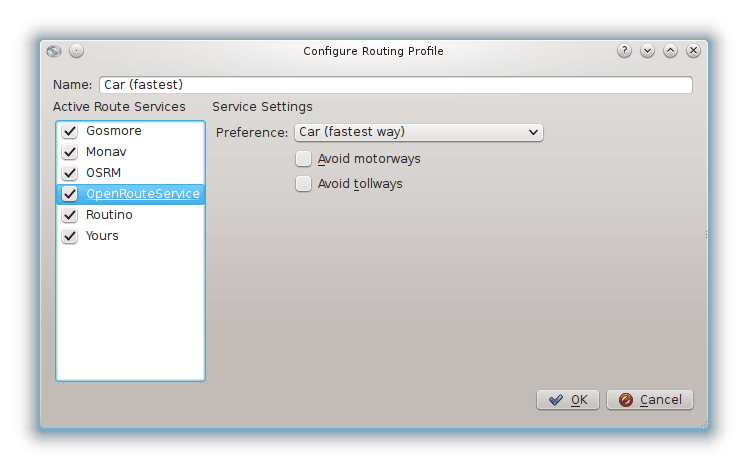 Configure Routing Profile
Name: Car (fastest)
Active Route Services
Service Settings
Gosmore
Monav
OSRM
OpenRouteService
Routino
Yours
Preference: Car (fastest way)
Avoid motorways
Avoid tollways
OK
Cancel